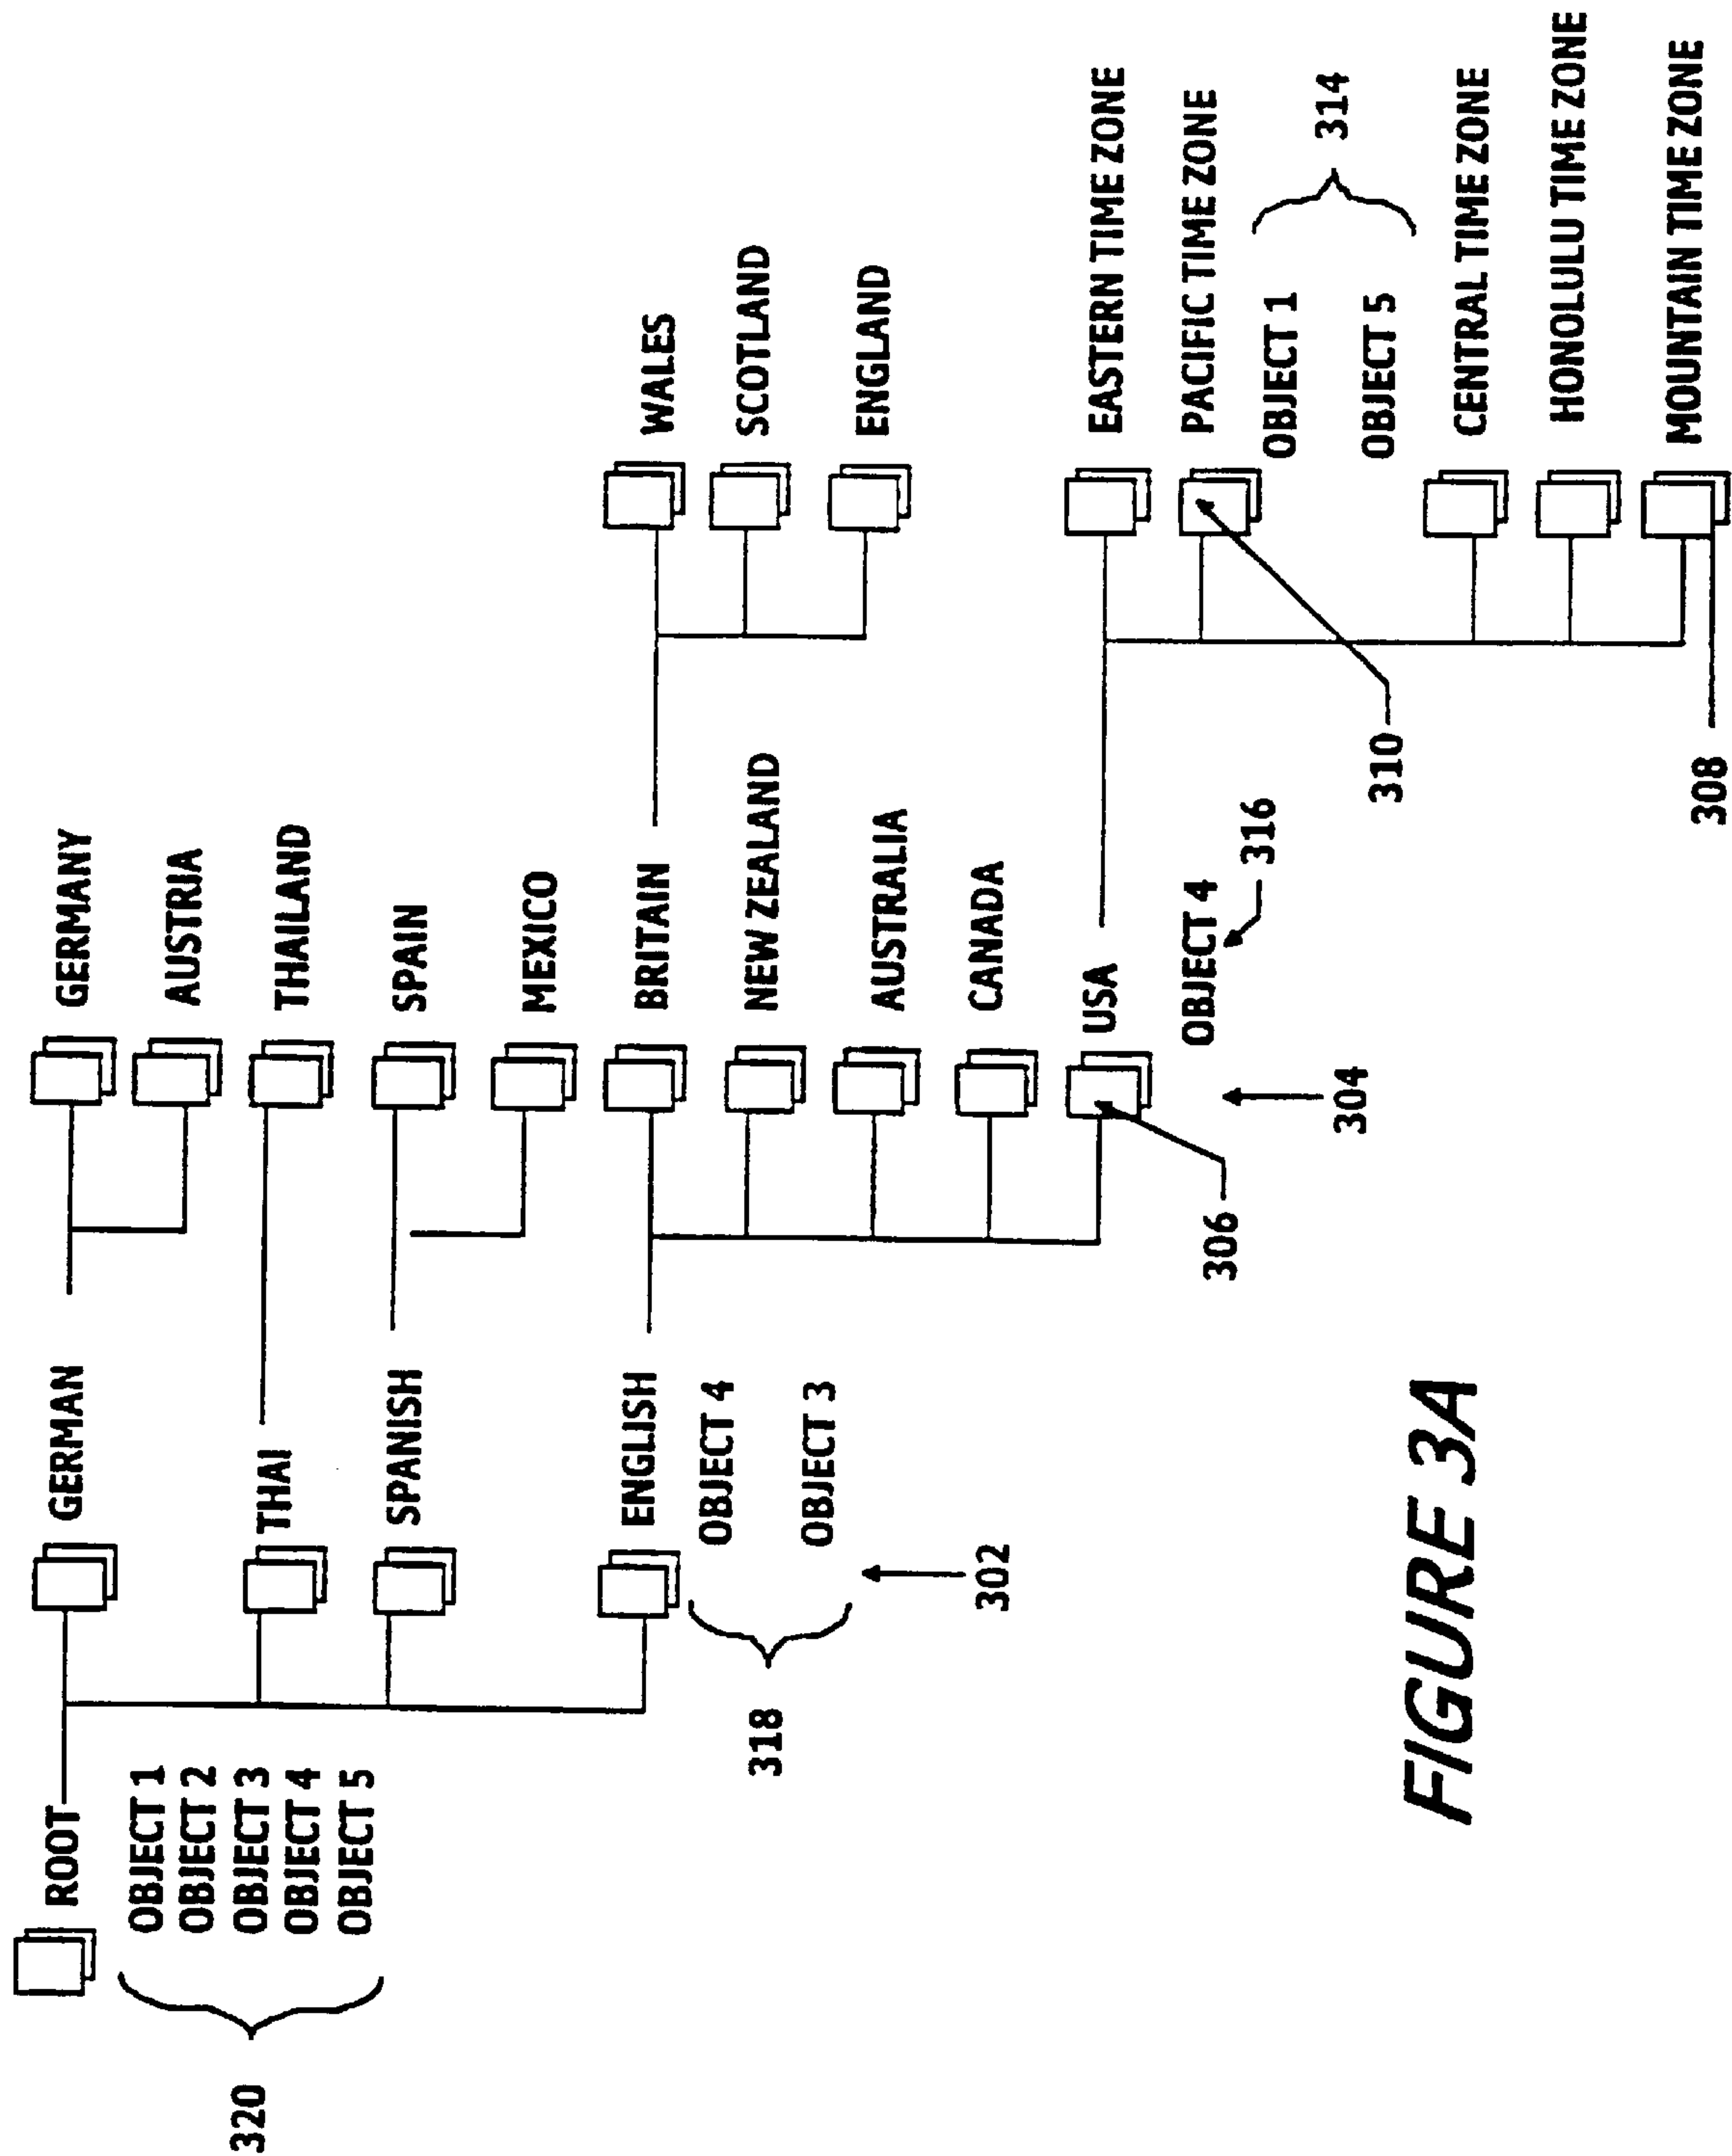 ROOT
OBJECT 1
OBJECT 2
OBJECT 3
OBJECT 4
OBJECT 5
320
GERMAN
THAI
SPANISH
ENGLISH
OBJECT 4
OBJECT 3
318
302
GERMANY
AUSTRIA
THAILAND
SPAIN
MEXICO
BRITAIN
NEW ZEALAND
AUSTRALIA
CANADA
USA
OBJECT 4
316
306
304
WALES
SCOTLAND
ENGLAND
EASTERN TIME ZONE
PACIFIC TIME ZONE
OBJECT 1
OBJECT 5
314
CENTRAL TIME ZONE
HONOLULU TIME ZONE
MOUNTAIN TIME ZONE
310
308
FIGURE 3A